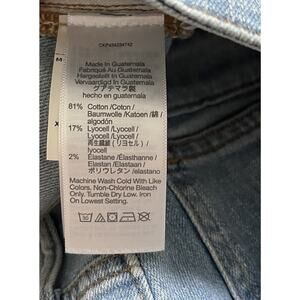 Made In Guatemala
Fabriqué Au Guatemala
Hergestellt In Guatemala
Vervaardigd In Guatemala
グアテマラ製
hecho en guatemala
81% Cotton /Coton /
Baumwolle /Katoen /綿 /
algodón
17% Lyocell /Lyocell /
Lyocell /Lyocell /
再生繊維 (リヨセル) /
lyocell
2% Elastane /Élasthanne /
Elastan /Elastaan /
ポリウレタン /elastano
Machine Wash Cold With Like
Colors. Non-Chlorine Bleach
Only. Tumble Dry Low. Iron
On Lowest Setting.